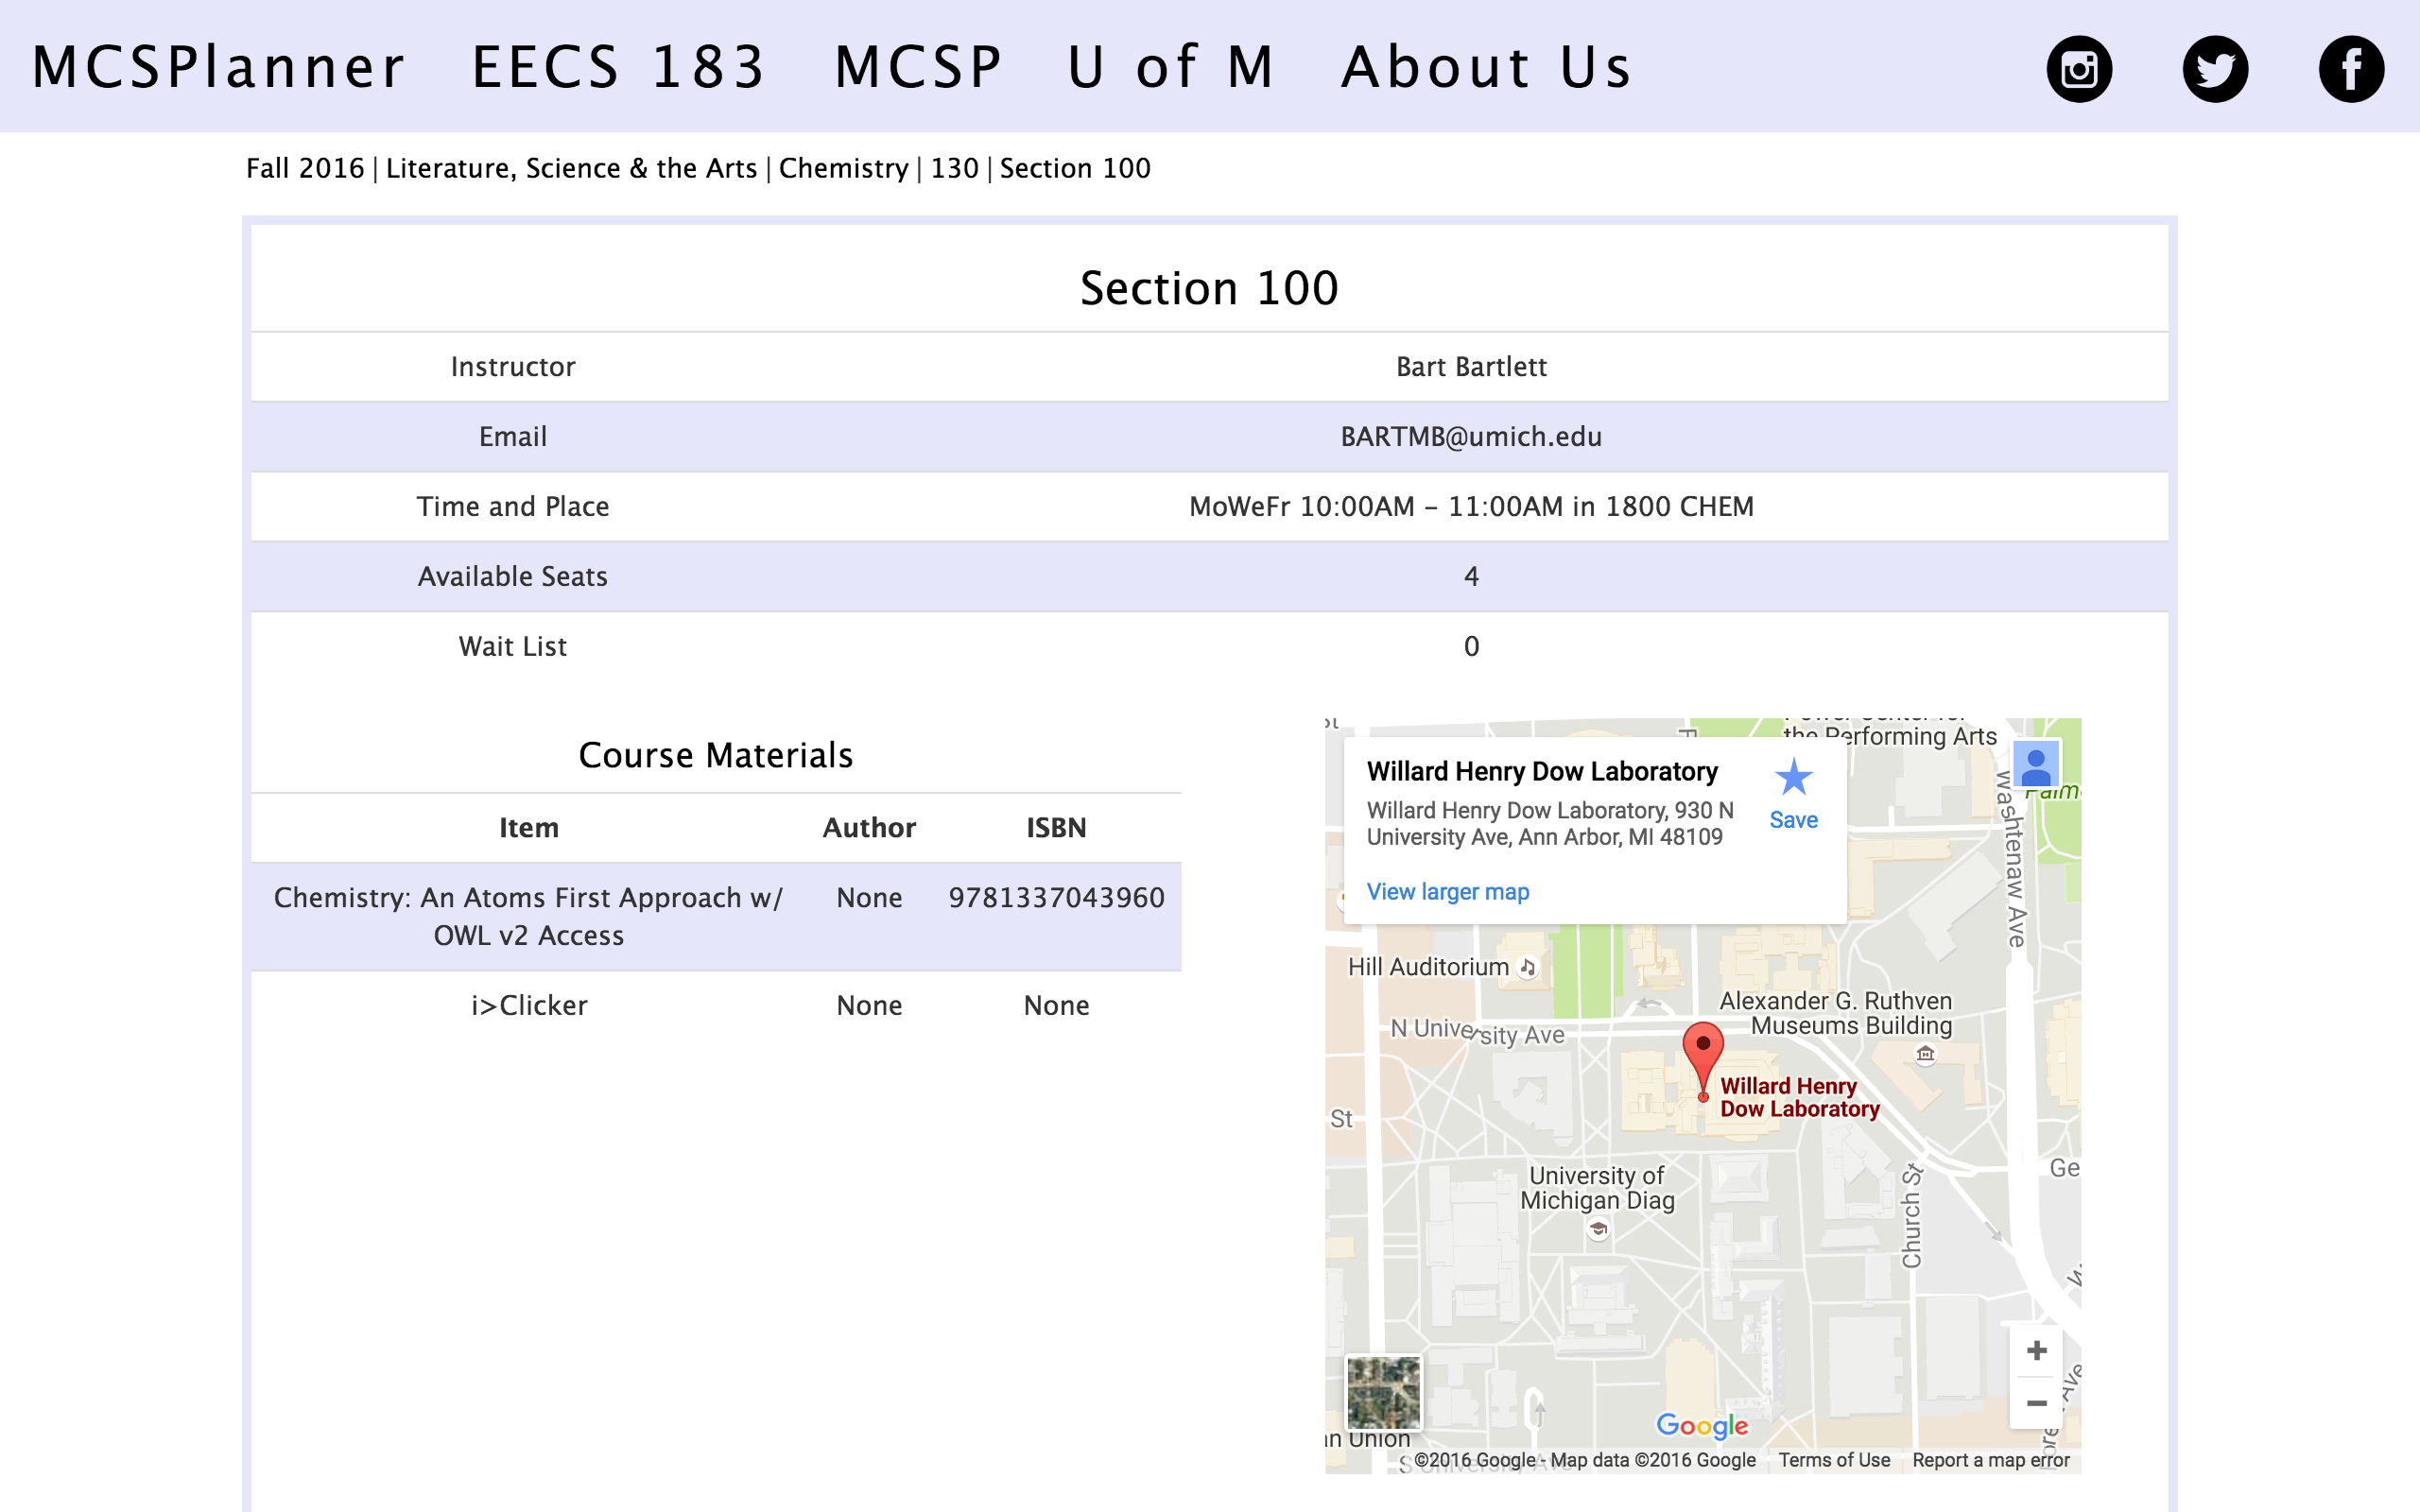 MCSPlanner EECS 183 MCSP U of M About Us
Fall 2016 | Literature, Science & the Arts | Chemistry | 130 | Section 100
Section 100
Instructor Bart Bartlett
Email BARTMB@umich.edu
Time and Place MoWeFr 10:00AM - 11:00AM in 1800 CHEM
Available Seats 4
Wait List 0
Course Materials
Item Author ISBN
Chemistry: An Atoms First Approach w/ None 9781337043960
OWL v2 Access
i>Clicker None None
the Performing Arts
Willard Henry Dow Laboratory
Willard Henry Dow Laboratory, 930 N
University Ave, Ann Arbor, MI 48109
Save
View larger map
Washtenaw Ave
Hill Auditorium
Alexander G. Ruthven
Museums Building
N University Ave
Willard Henry
Dow Laboratory
St
University of
Michigan Diag
Church St
Ge
Google
an Union
S University Ave
©2016 Google - Map data ©2016 Google Terms of Use Report a map error